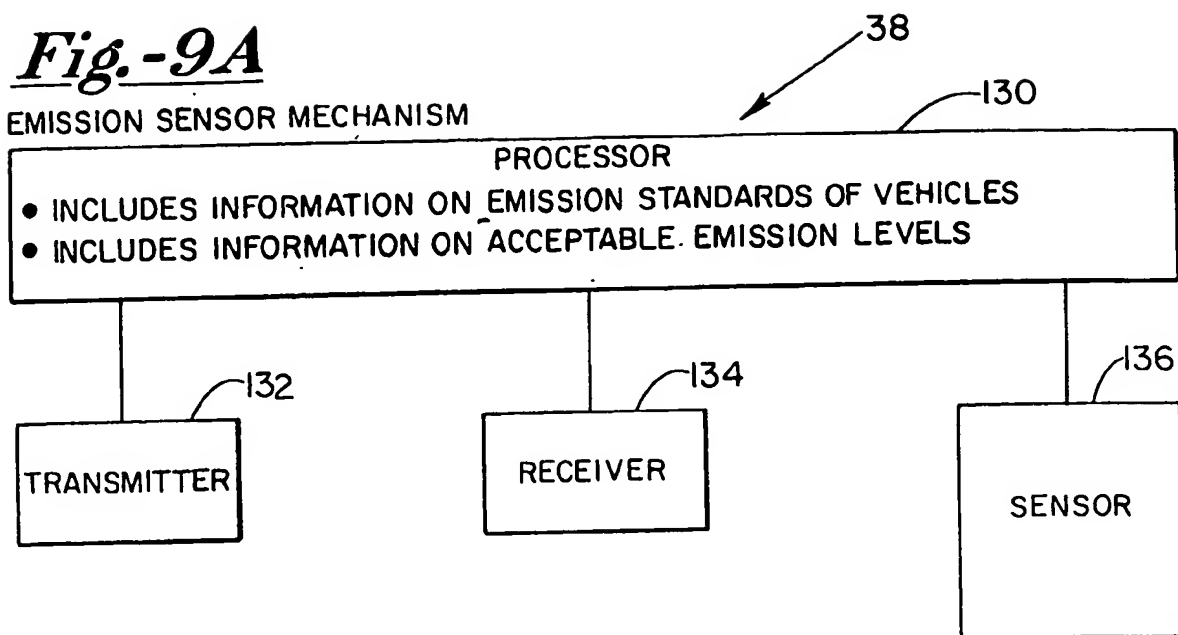 Fig.-9A
38
EMISSION SENSOR MECHANISM
130
PROCESSOR
• INCLUDES INFORMATION ON EMISSION STANDARDS OF VEHICLES
• INCLUDES INFORMATION ON ACCEPTABLE. EMISSION LEVELS
132
134
136
TRANSMITTER
RECEIVER
SENSOR